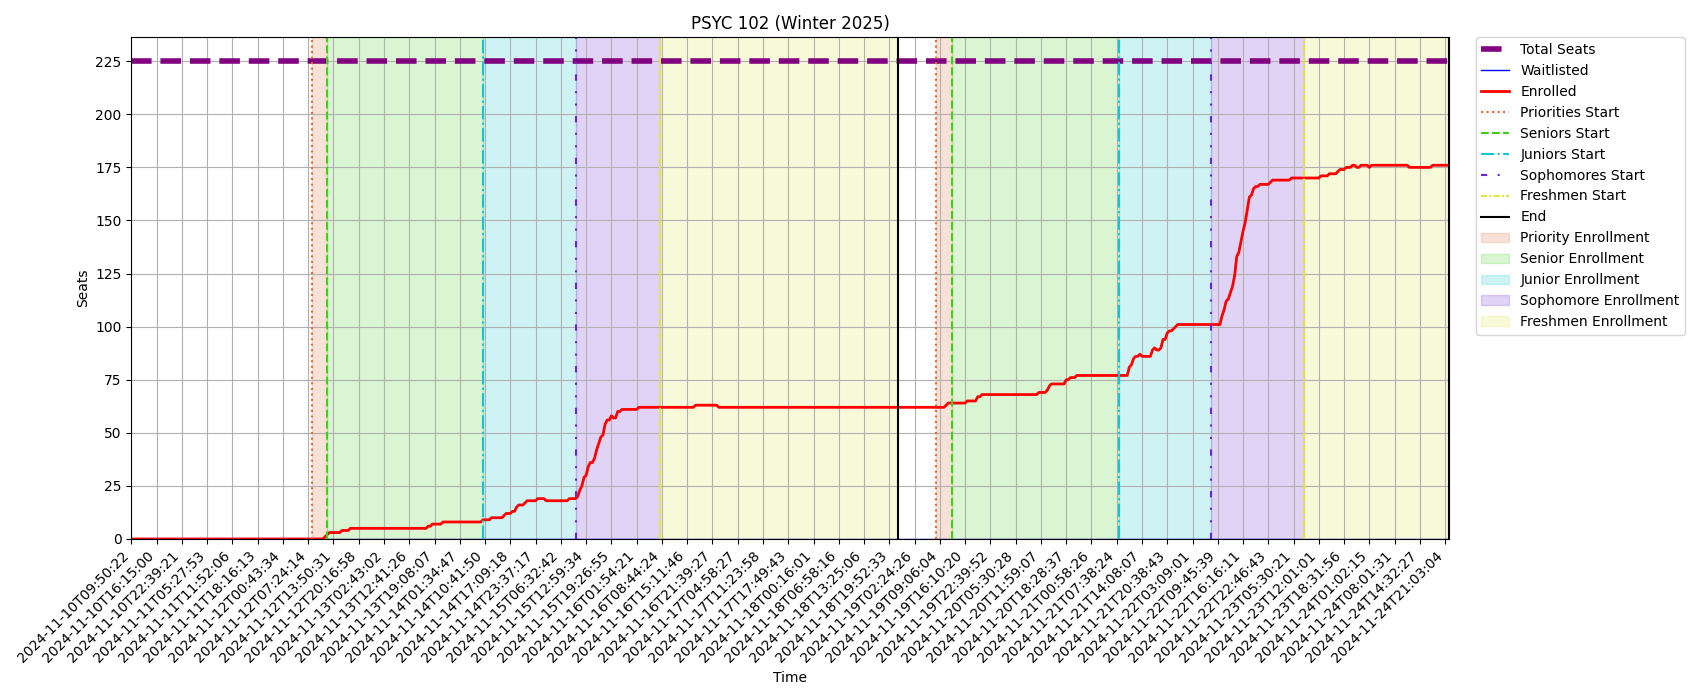 PSYC 102 (Winter 2025)
Seats
225
200
175
150
125
100
75
50
25
0
2024-11-10T09:50:22
2024-11-10T16:15:00
2024-11-10T22:39:21
2024-11-11T05:27:53
2024-11-11T11:52:06
2024-11-11T18:16:13
2024-11-12T00:43:34
2024-11-12T07:24:14
2024-11-12T13:50:31
2024-11-12T20:16:58
2024-11-13T02:43:02
2024-11-13T12:41:26
2024-11-13T19:08:07
2024-11-14T01:34:47
2024-11-14T10:41:50
2024-11-14T17:09:18
2024-11-14T23:37:17
2024-11-15T06:32:42
2024-11-15T12:59:34
2024-11-15T19:26:55
2024-11-16T01:54:21
2024-11-16T08:44:24
2024-11-16T15:11:46
2024-11-16T21:39:27
2024-11-17T04:58:27
2024-11-17T11:23:58
2024-11-17T17:49:43
2024-11-18T00:16:01
2024-11-18T06:58:16
2024-11-18T13:25:06
2024-11-18T19:52:33
2024-11-19T02:24:26
2024-11-19T09:06:04
2024-11-19T16:10:20
2024-11-19T22:39:52
2024-11-20T05:30:28
2024-11-20T11:59:07
2024-11-20T18:28:37
2024-11-21T00:58:26
2024-11-21T07:38:24
2024-11-21T14:08:07
2024-11-21T20:38:43
2024-11-22T03:09:01
2024-11-22T09:45:39
2024-11-22T16:16:11
2024-11-22T22:46:43
2024-11-23T05:30:21
2024-11-23T12:01:01
2024-11-23T18:31:56
2024-11-24T01:02:15
2024-11-24T08:01:31
2024-11-24T14:32:27
2024-11-24T21:03:04
Time
Total Seats
Waitlisted
Enrolled
Priorities Start
Seniors Start
Juniors Start
Sophomores Start
Freshmen Start
End
Priority Enrollment
Senior Enrollment
Junior Enrollment
Sophomore Enrollment
Freshmen Enrollment